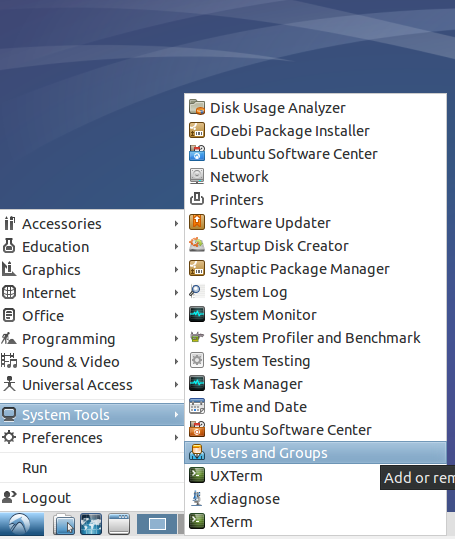 Disk Usage Analyzer
GDebi Package Installer
Lubuntu Software Center
Network
Printers
Software Updater
Startup Disk Creator
Synaptic Package Manager
System Log
System Monitor
System Profiler and Benchmark
System Testing
Task Manager
Time and Date
Ubuntu Software Center
Users and Groups
UXTerm
xdiagnose
XTerm
Accessories
Education
Graphics
Internet
Office
Programming
Sound & Video
Universal Access
System Tools
Preferences
Run
Logout
Add or rem